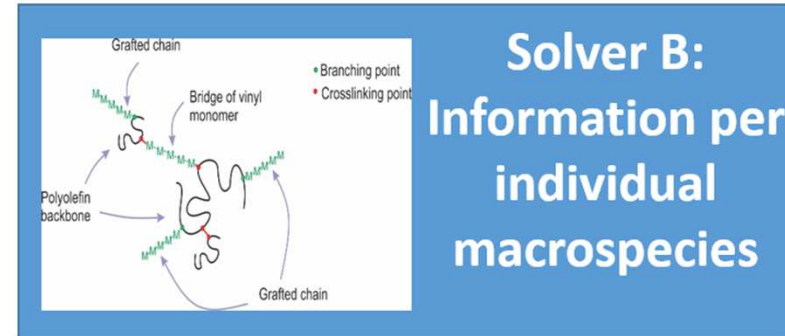 Grafted chain
• Branching point
• Crosslinking point
Bridge of vinyl
monomer
M M M M M
M M M M M
M M M M M
Polyolefin
backbone
M M M M M
Grafted chain
Solver B:
Information per
individual
macrospecies